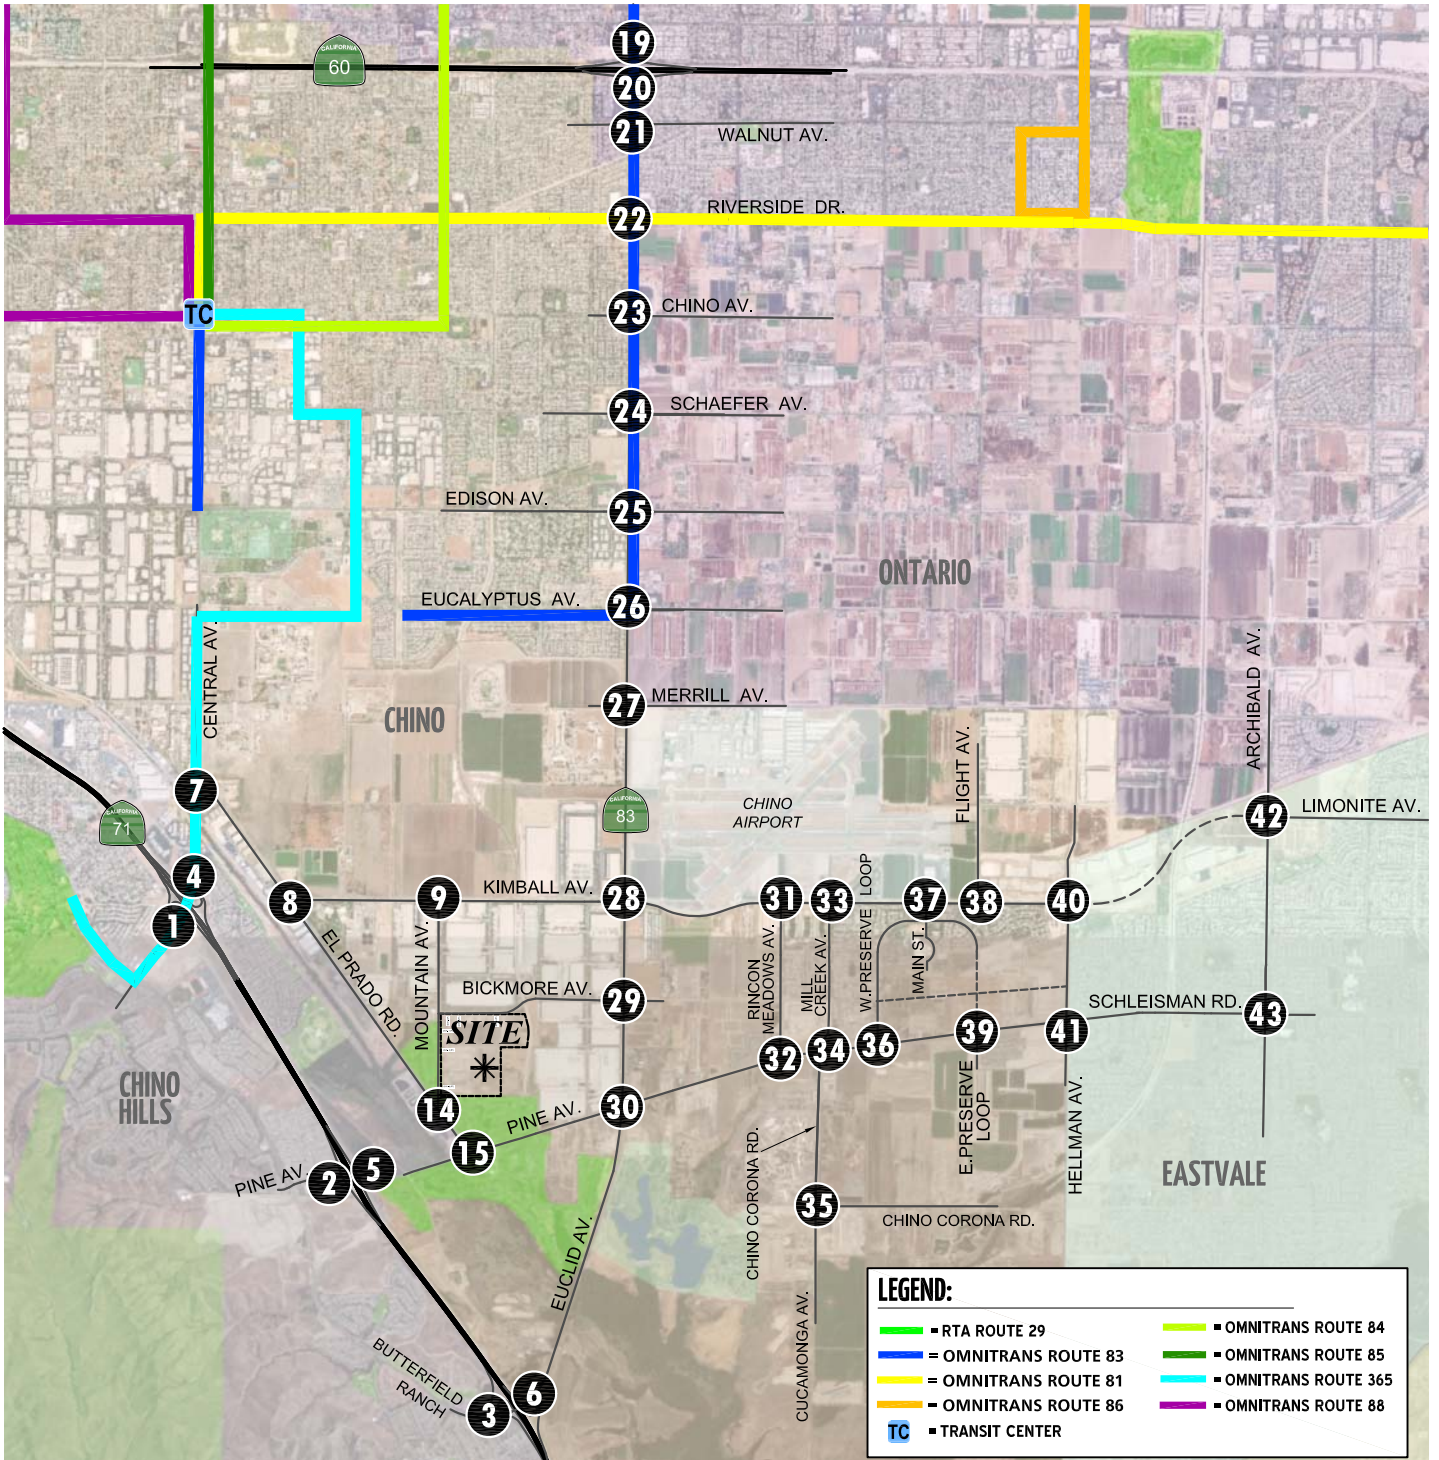 19
CALIFORNIA
60
20
21
WALNUT AV.
22
RIVERSIDE DR.
TC
23
CHINO AV.
24
SCHAEFER AV.
EDISON AV.
25
ONTARIO
EUCALYPTUS AV.
26
CENTRAL AV.
ARCHIBALD AV.
27
MERRILL AV.
CHINO
FLIGHT AV.
7
CALIFORNIA
71
CALIFORNIA
83
CHINO
AIRPORT
42
LIMONITE AV.
4
8
9
KIMBALL AV.
28
31
33
W.PRESERVE LOOP
37
38
40
1
EL PRADO RD.
MOUNTAIN AV.
RINCON
MEADOWS AV.
MILL
CREEK AV.
MAIN ST.
BICKMORE AV.
29
SCHLEISMAN RD.
43
SITE
32
34
36
39
41
CHINO
HILLS
14
30
PINE AV.
15
E.PRESERVE
LOOP
HELLMAN AV.
CHINO CORONA RD.
PINE AV.
2
5
EASTVALE
35
CHINO CORONA RD.
EUCLID AV.
CUCAMONGA AV.
BUTTERFIELD
RANCH
3
6
LEGEND:
= RTA ROUTE 29
= OMNITRANS ROUTE 83
= OMNITRANS ROUTE 81
= OMNITRANS ROUTE 86
TC = TRANSIT CENTER
= OMNITRANS ROUTE 84
= OMNITRANS ROUTE 85
= OMNITRANS ROUTE 365
= OMNITRANS ROUTE 88